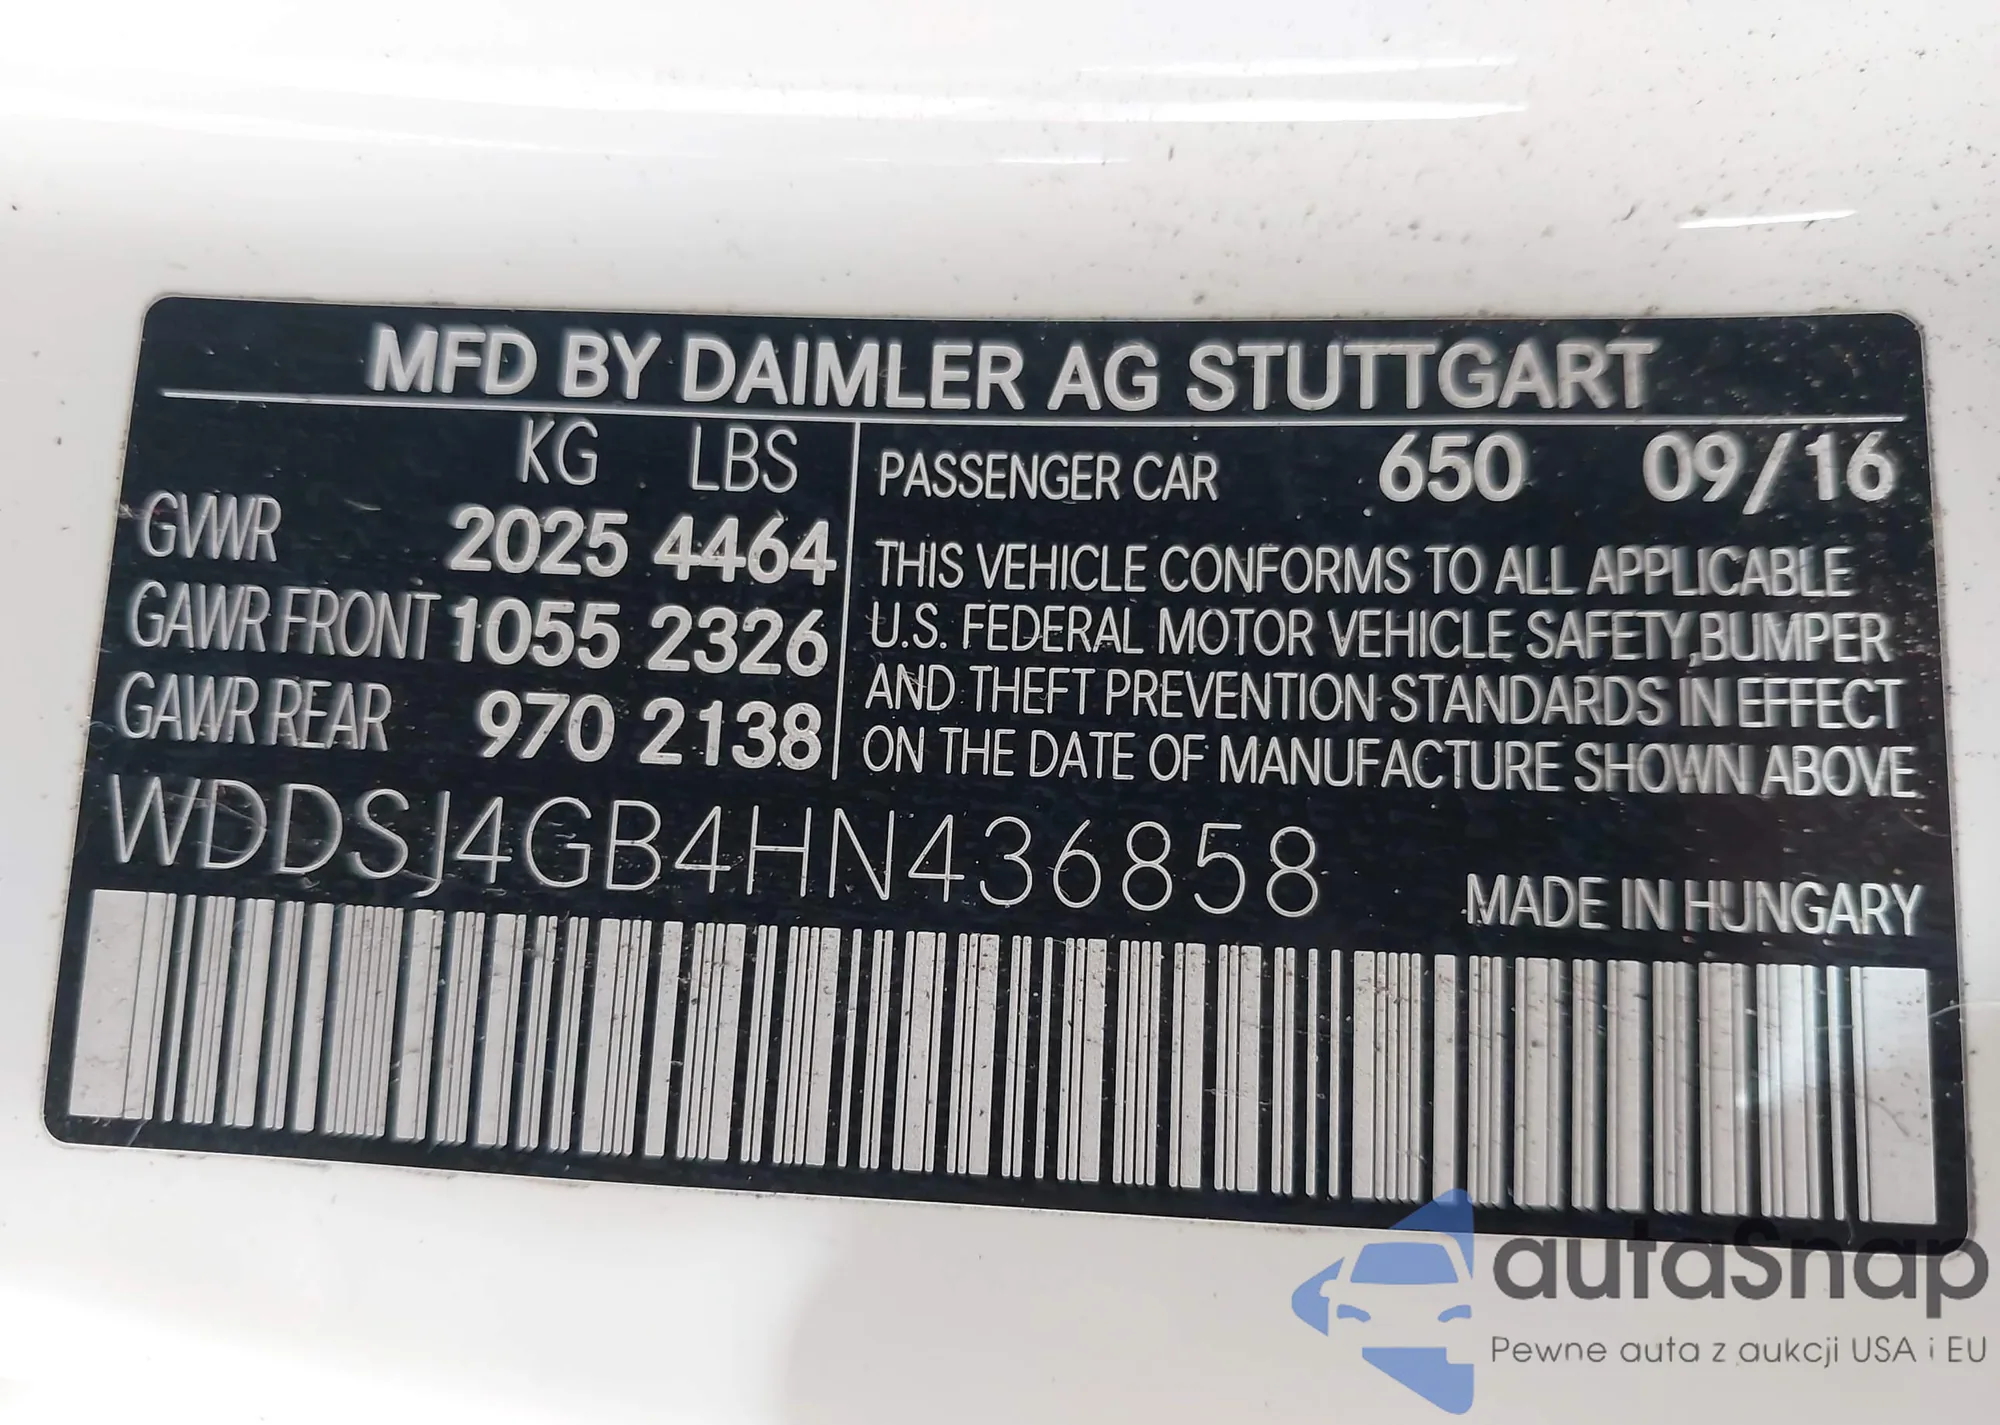 MFD BY DAIMLER AG STUTTGART
KG LBS
GVWR 2025 4464
GAWR FRONT 1055 2326
GAWR REAR 970 2138
PASSENGER CAR 650 09/16
THIS VEHICLE CONFORMS TO ALL APPLICABLE
U.S. FEDERAL MOTOR VEHICLE SAFETY,BUMPER
AND THEFT PREVENTION STANDARDS IN EFFECT
ON THE DATE OF MANUFACTURE SHOWN ABOVE
WDDSJ4GB4HN436858
MADE IN HUNGARY
autaSnap
Pewne auta z aukcji USA i EU